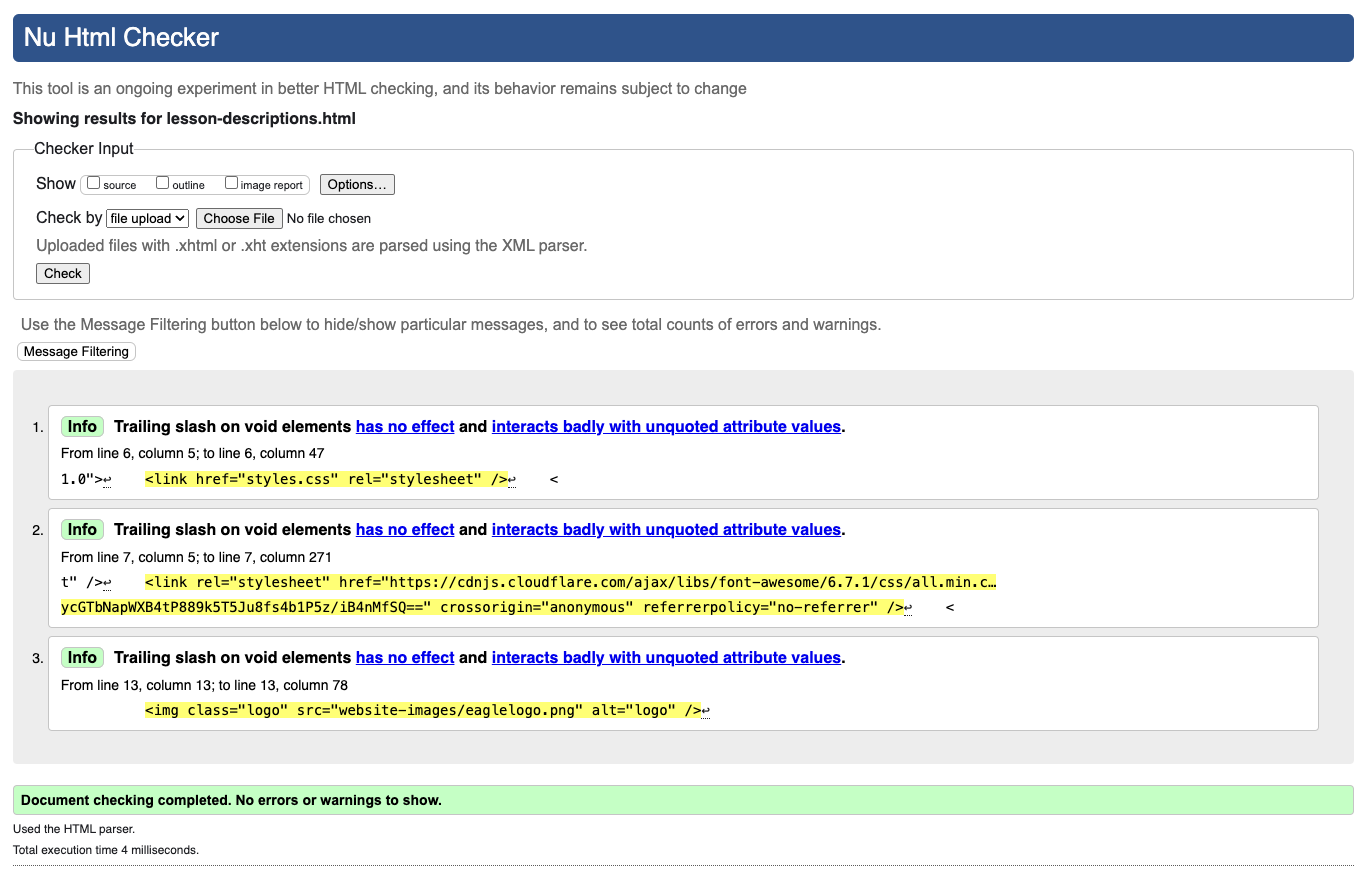 Nu Html Checker
This tool is an ongoing experiment in better HTML checking, and its behavior remains subject to change
Showing results for lesson-descriptions.html
Checker Input
Show source outline image report Options…
Check by file upload Choose File No file chosen
Uploaded files with .xhtml or .xht extensions are parsed using the XML parser.
Check
Use the Message Filtering button below to hide/show particular messages, and to see total counts of errors and warnings.
Message Filtering
1. Info Trailing slash on void elements has no effect and interacts badly with unquoted attribute values.
From line 6, column 5; to line 6, column 47
1.0">↩    <link href="styles.css" rel="stylesheet" />↩    <
2. Info Trailing slash on void elements has no effect and interacts badly with unquoted attribute values.
From line 7, column 5; to line 7, column 271
t" />↩    <link rel="stylesheet" href="https://cdnjs.cloudflare.com/ajax/libs/font-awesome/6.7.1/css/all.min.c…
ycGTbNapWXB4tP889k5T5Ju8fs4b1P5z/iB4nMfSQ==" crossorigin="anonymous" referrerpolicy="no-referrer" />↩    <
3. Info Trailing slash on void elements has no effect and interacts badly with unquoted attribute values.
From line 13, column 13; to line 13, column 78
<img class="logo" src="website-images/eaglelogo.png" alt="logo" />↩
Document checking completed. No errors or warnings to show.
Used the HTML parser.
Total execution time 4 milliseconds.